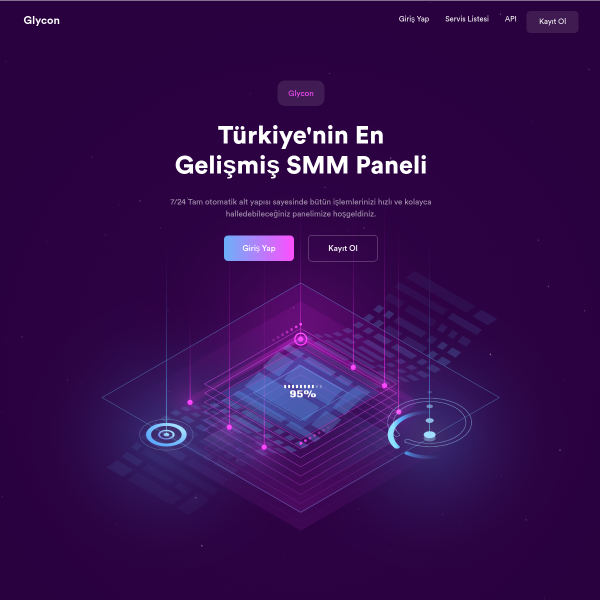 Glycon
Giriş Yap
Servis Listesi
API
Kayıt Ol
Glycon
Türkiye'nin En
Gelişmiş SMM Paneli
7/24 Tam otomatik alt yapısı sayesinde bütün işlemlerinizi hızlı ve kolayca
halledebileceğiniz panelimize hoşgeldiniz.
Giriş Yap
Kayıt Ol
95%